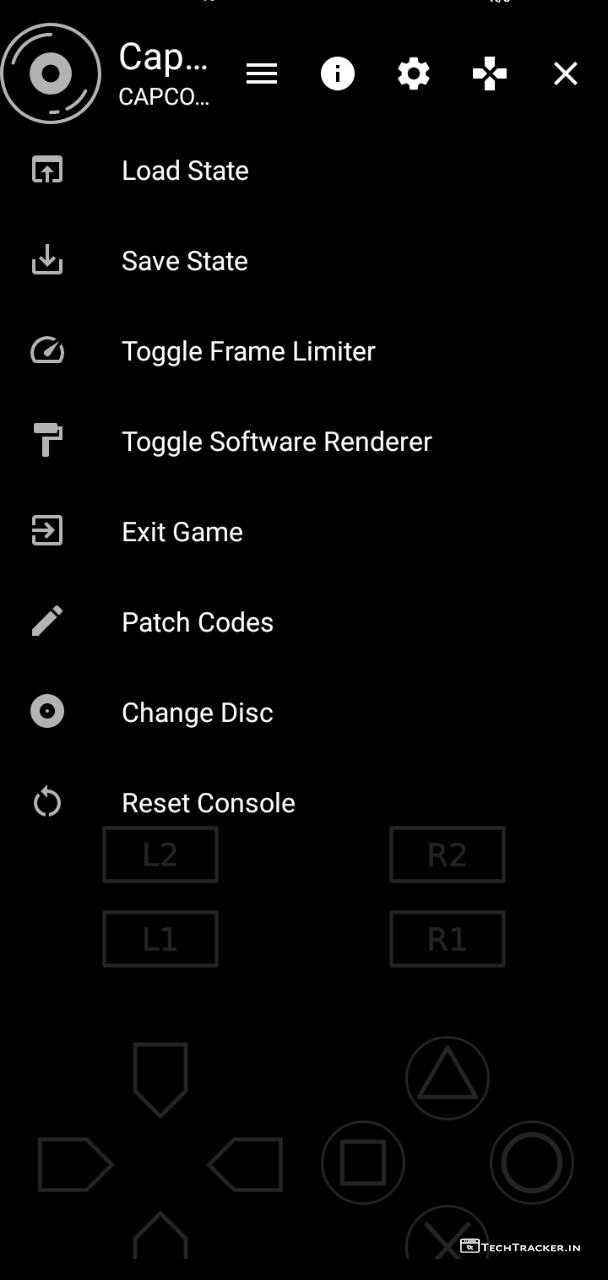 Cap...
CAPCO...
Load State
Save State
Toggle Frame Limiter
Toggle Software Renderer
Exit Game
Patch Codes
Change Disc
Reset Console
L2 R2
L1 R1
TECHTRACKER.IN